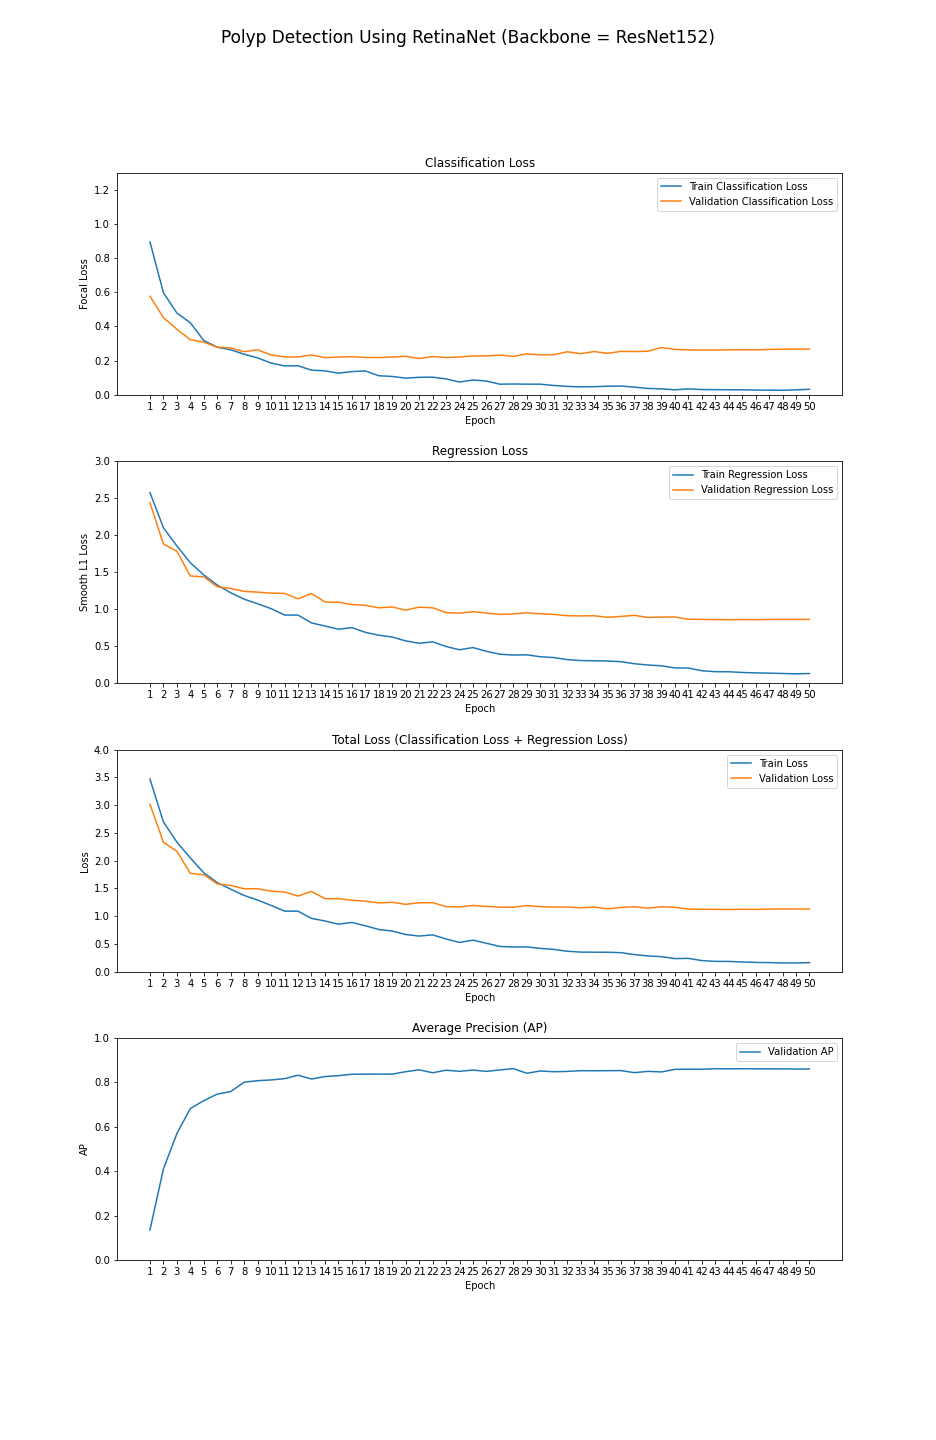 Polyp Detection Using RetinaNet (Backbone = ResNet152)
Classification Loss
Train Classification Loss
Validation Classification Loss
Focal Loss
1.2
1.0
0.8
0.6
0.4
0.2
0.0
1 2 3 4 5 6 7 8 9 10 11 12 13 14 15 16 17 18 19 20 21 22 23 24 25 26 27 28 29 30 31 32 33 34 35 36 37 38 39 40 41 42 43 44 45 46 47 48 49 50
Epoch
Regression Loss
Train Regression Loss
Validation Regression Loss
Smooth L1 Loss
3.0
2.5
2.0
1.5
1.0
0.5
0.0
1 2 3 4 5 6 7 8 9 10 11 12 13 14 15 16 17 18 19 20 21 22 23 24 25 26 27 28 29 30 31 32 33 34 35 36 37 38 39 40 41 42 43 44 45 46 47 48 49 50
Epoch
Total Loss (Classification Loss + Regression Loss)
Train Loss
Validation Loss
Loss
4.0
3.5
3.0
2.5
2.0
1.5
1.0
0.5
0.0
1 2 3 4 5 6 7 8 9 10 11 12 13 14 15 16 17 18 19 20 21 22 23 24 25 26 27 28 29 30 31 32 33 34 35 36 37 38 39 40 41 42 43 44 45 46 47 48 49 50
Epoch
Average Precision (AP)
Validation AP
AP
1.0
0.8
0.6
0.4
0.2
0.0
1 2 3 4 5 6 7 8 9 10 11 12 13 14 15 16 17 18 19 20 21 22 23 24 25 26 27 28 29 30 31 32 33 34 35 36 37 38 39 40 41 42 43 44 45 46 47 48 49 50
Epoch